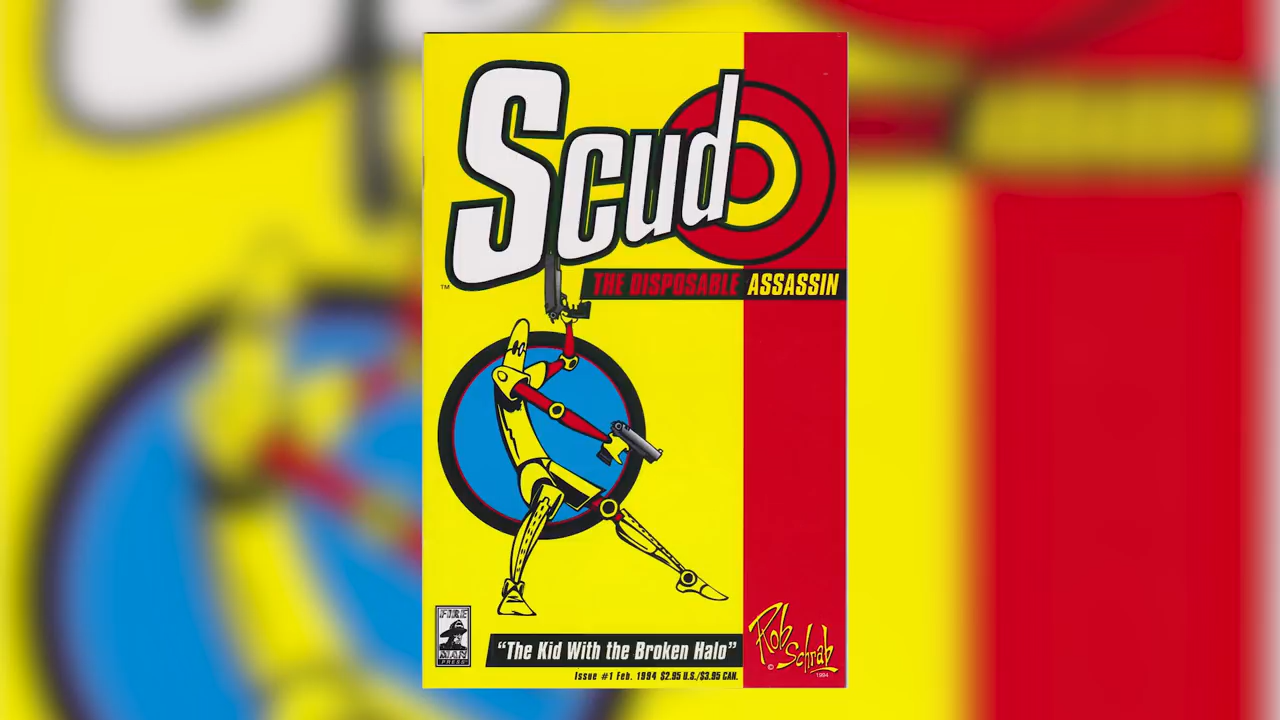 Scud
™
THE DISPOSABLE ASSASSIN
FIRE
MAN
PRESS™
"The Kid With the Broken Halo"
Issue #1 Feb. 1994 $2.95 U.S./$3.95 CAN.
Rob
Schrab
© 1994